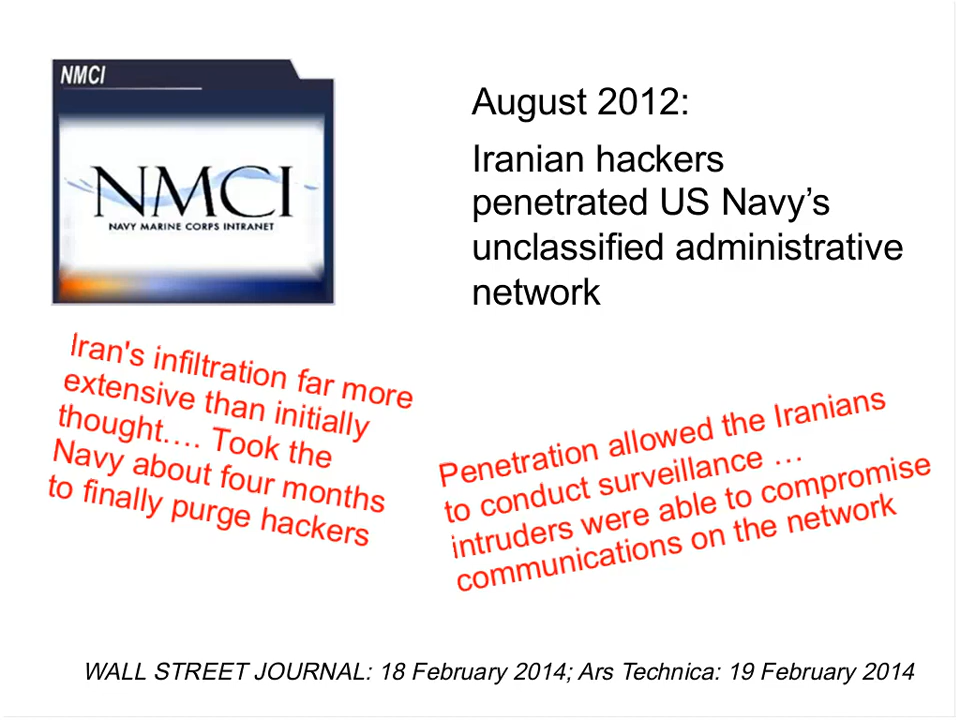 NMCI
NMCI
NAVY MARINE CORPS INTRANET
August 2012:
Iranian hackers
penetrated US Navy’s
unclassified administrative
network
Iran's infiltration far more
extensive than initially
thought…. Took the
Navy about four months
to finally purge hackers
Penetration allowed the Iranians
to conduct surveillance …
intruders were able to compromise
communications on the network
WALL STREET JOURNAL: 18 February 2014; Ars Technica: 19 February 2014